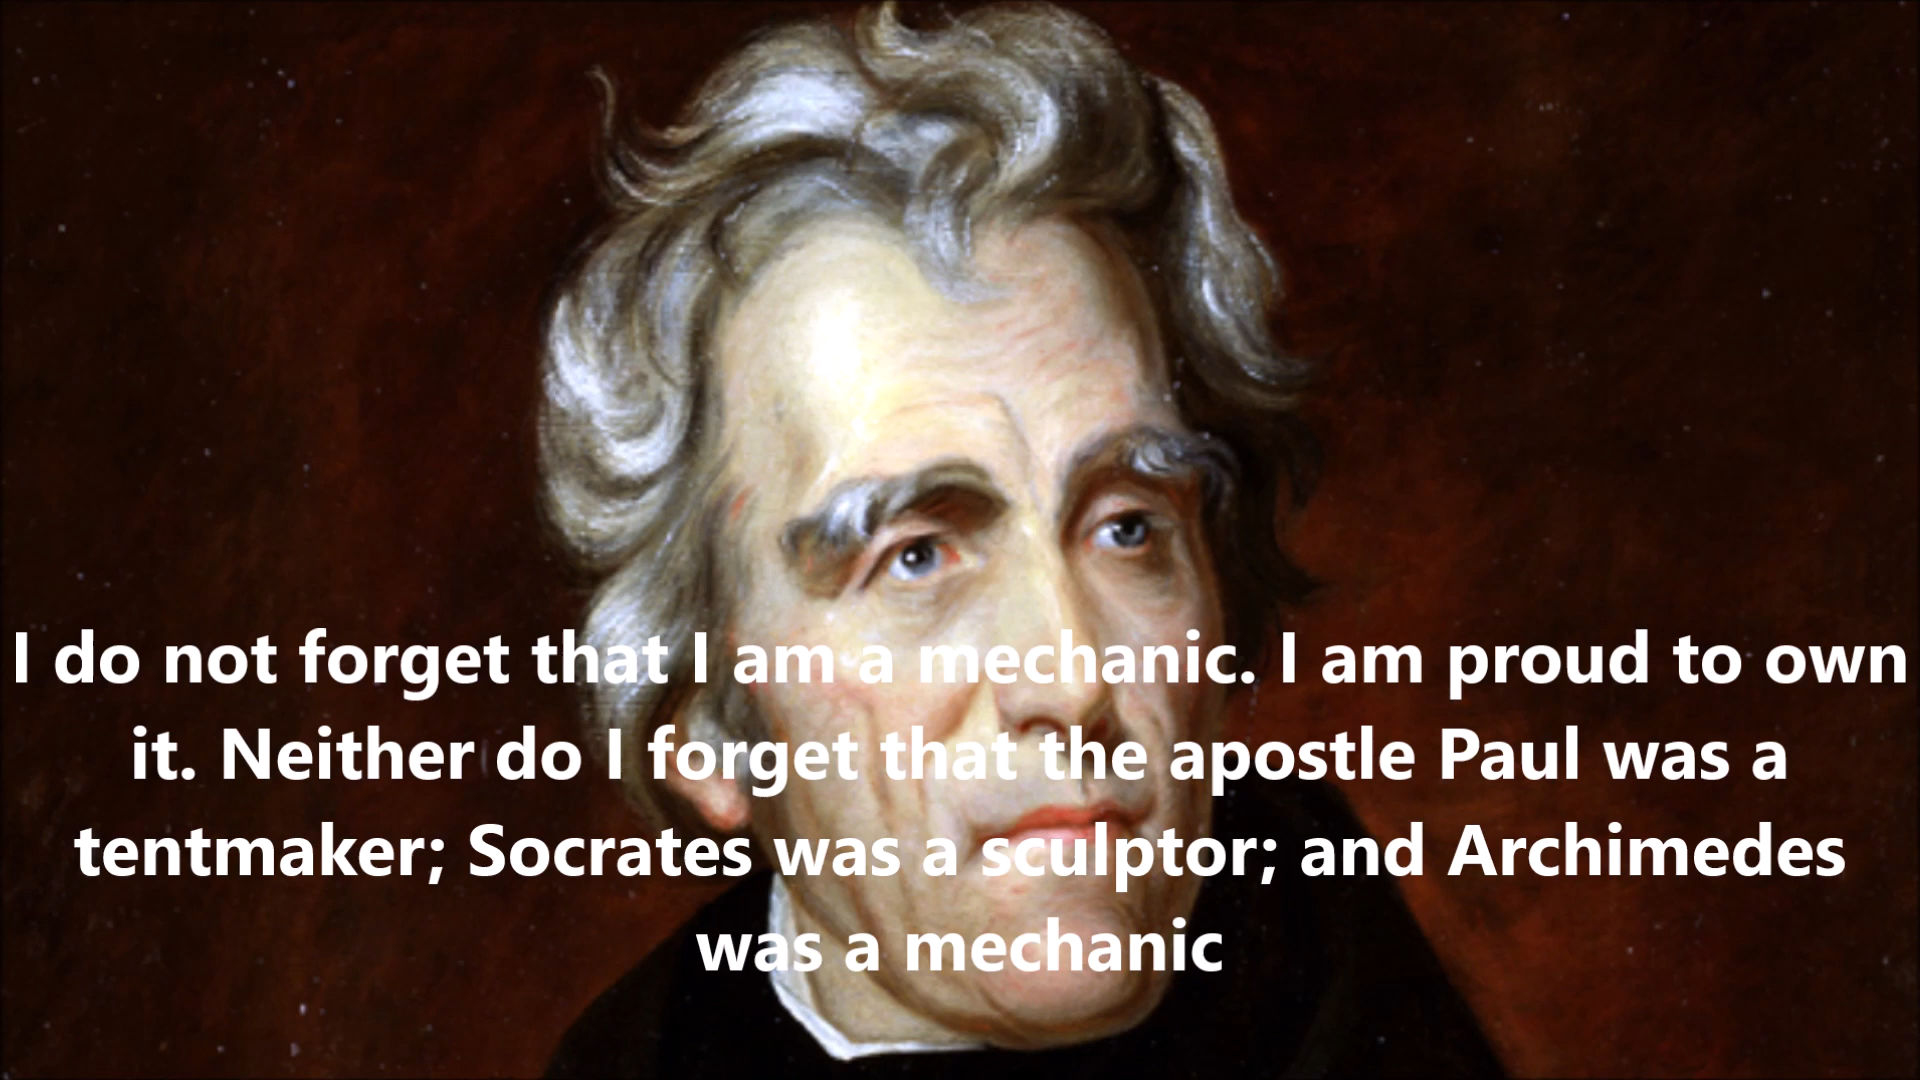 I do not forget that I am a mechanic. I am proud to own
it. Neither do I forget that the apostle Paul was a
tentmaker; Socrates was a sculptor; and Archimedes
was a mechanic